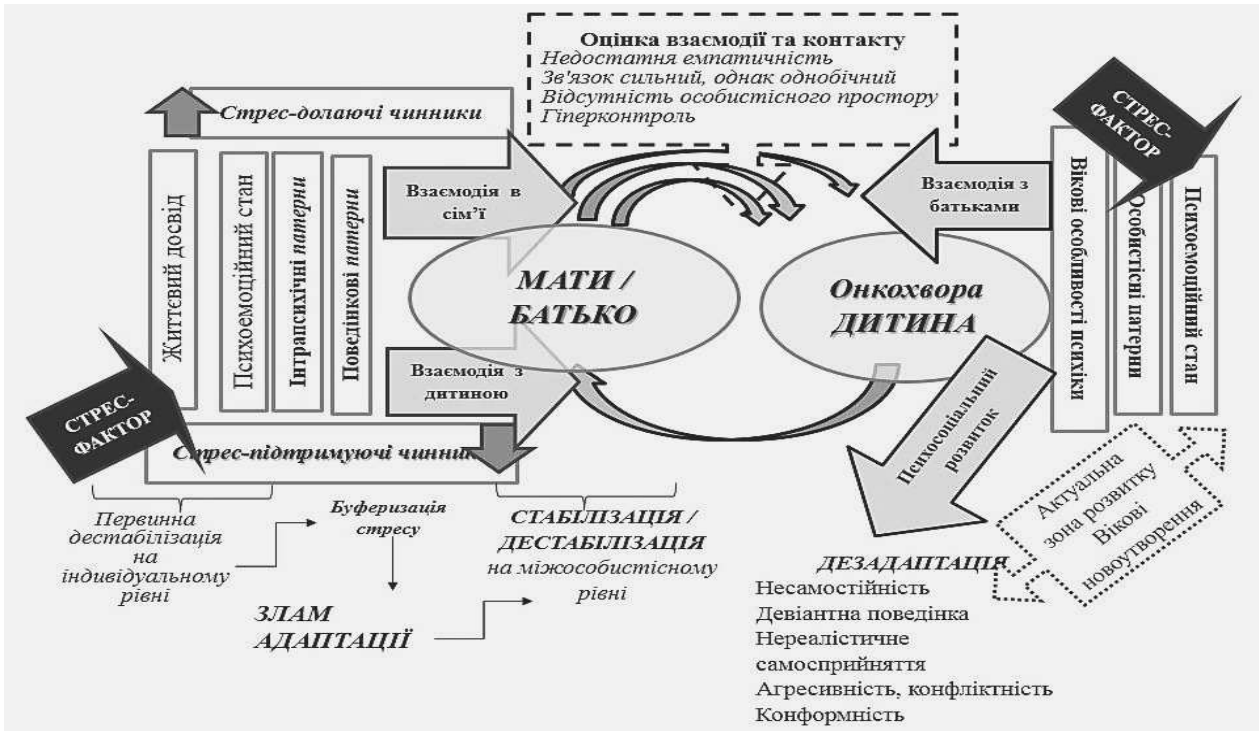 Оцінка взаємодії та контакту
Недостатня емпатичність
Зв'язок сильний, однак однобічний
Відсутність особистісного простору
Гіперконтроль
Стрес-долаючі чинники
СТРЕС-
ФАКТОР
Життєвий досвід
Психоемоційний стан
Інтрапсихічні патерни
Поведінкові патерни
Взаємодія в
сім’ї
Взаємодія з
дитиною
МАТИ /
БАТЬКО
Онкохвора
ДИТИНА
Взаємодія з
батьками
Вікові особливості психіки
Особистісні патерни
Психоемоційний стан
СТРЕС-
ФАКТОР
Стрес-підтримуючі чинники
Психосоціальний
розвиток
Актуальна
зона розвитку
Вікові
новоутворення
Первинна
дестабілізація
на
індивідуальному
рівні
Буферизація
стресу
ЗЛАМ
АДАПТАЦІЇ
СТАБІЛІЗАЦІЯ /
ДЕСТАБІЛІЗАЦІЯ
на міжособистісному
рівні
ДЕЗАДАПТАЦІЯ
Несамостійність
Девіантна поведінка
Нереалістичне
самосприйняття
Агресивність, конфліктність
Конформність